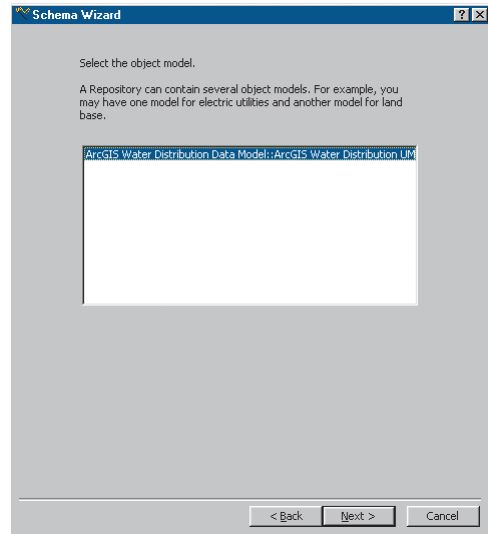 Schema Wizard
Select the object model.
A Repository can contain several object models. For example, you
may have one model for electric utilities and another model for land
base.
ArcGIS Water Distribution Data Model::ArcGIS Water Distribution UM
< Back
Next >
Cancel